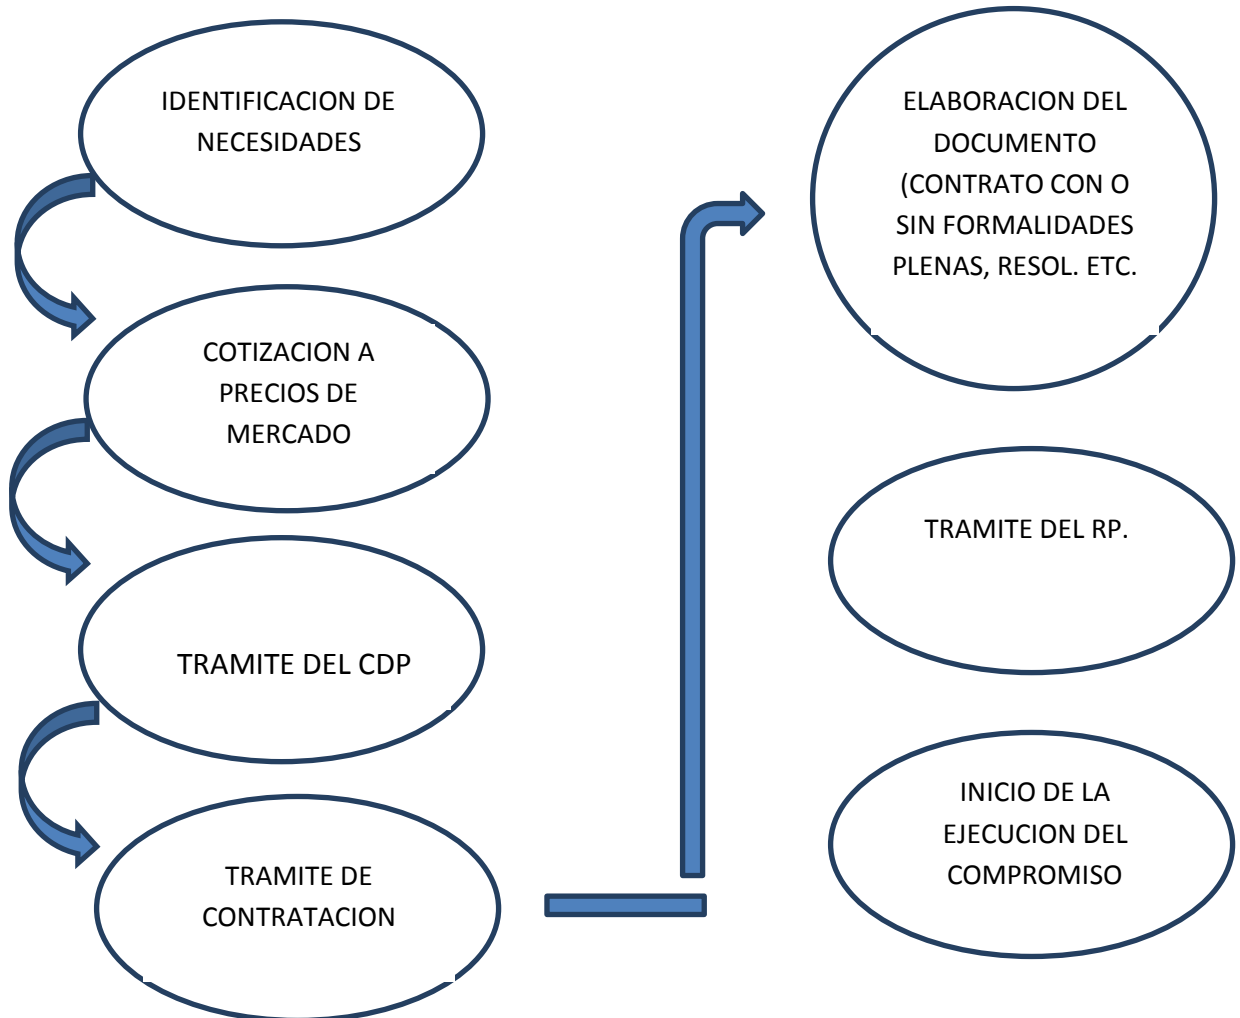 IDENTIFICACION DE
NECESIDADES
COTIZACION A
PRECIOS DE
MERCADO
TRAMITE DEL CDP
TRAMITE DE
CONTRATACION
ELABORACION DEL
DOCUMENTO
(CONTRATO CON O
SIN FORMALIDADES
PLENAS, RESOL. ETC.
TRAMITE DEL RP.
INICIO DE LA
EJECUCION DEL
COMPROMISO